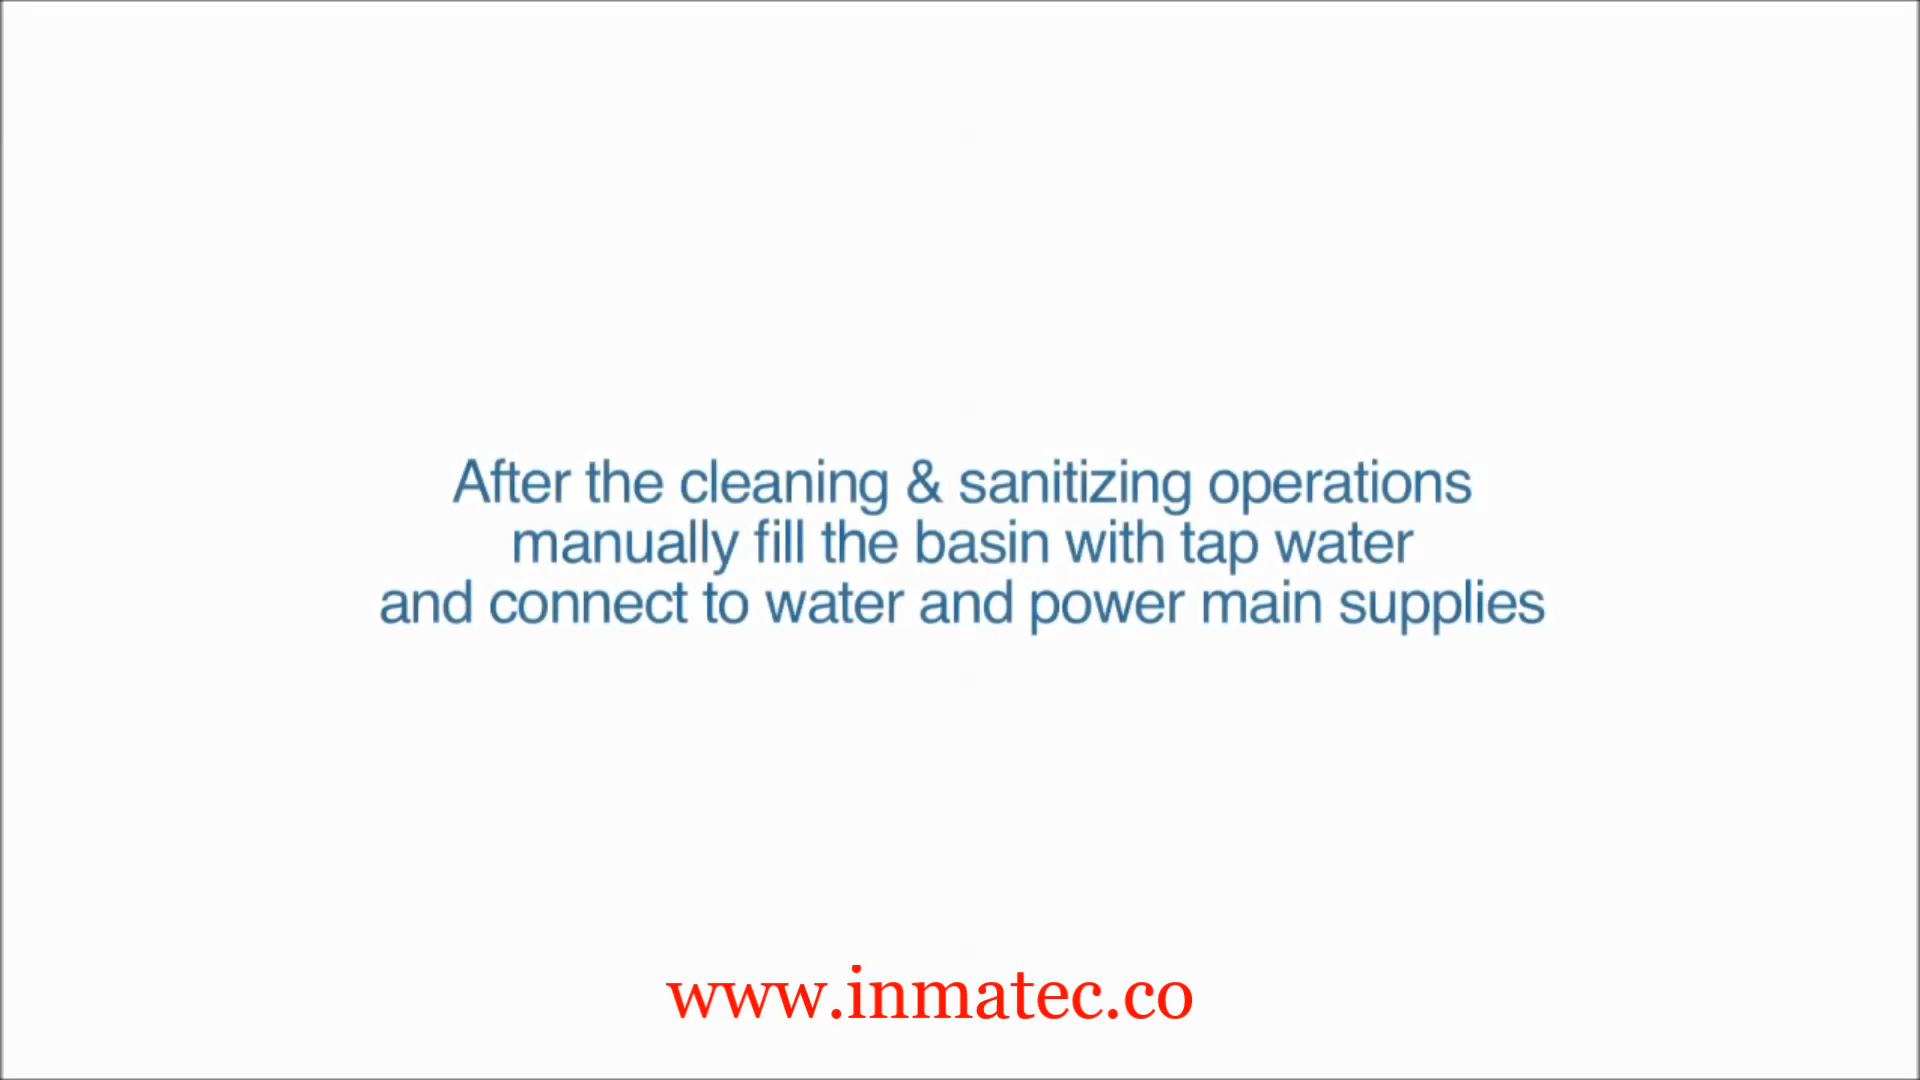 After the cleaning & sanitizing operations
manually fill the basin with tap water
and connect to water and power main supplies
www.inmatec.co